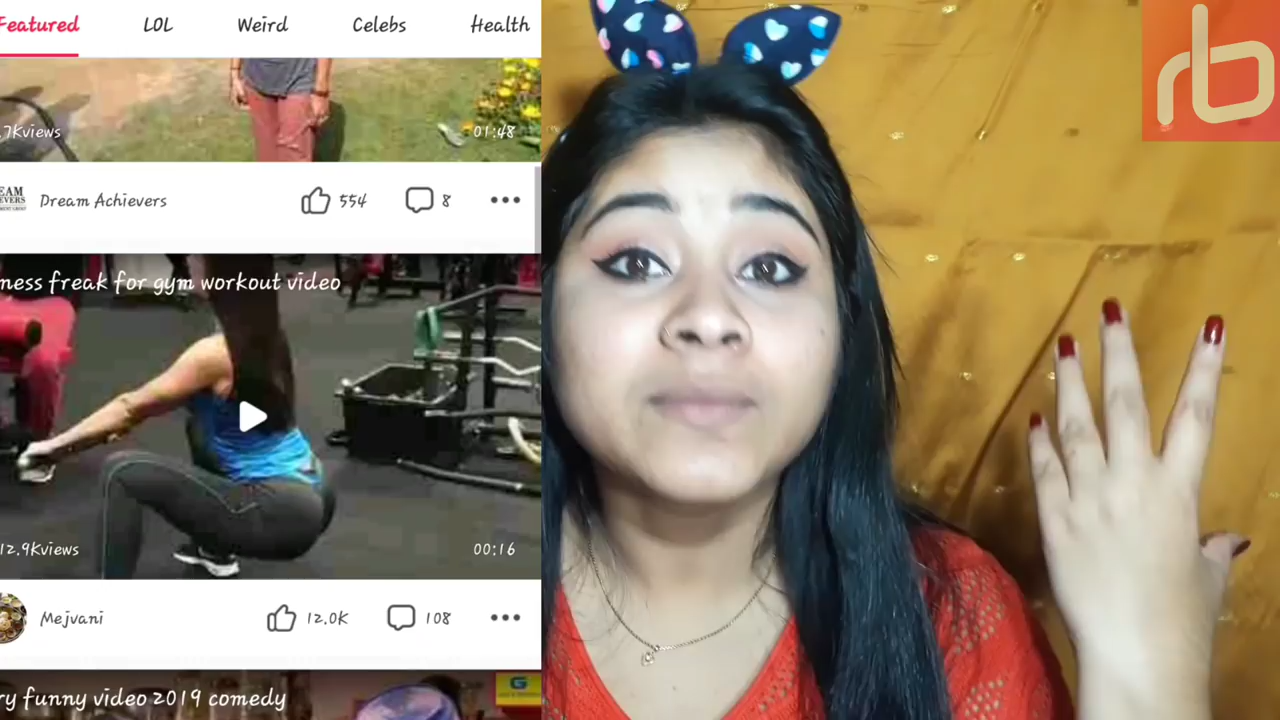 Featured
LOL
Weird
Celebs
Health
.7Kviews
01:48
Dream Achievers
554
8
ness freak for gym workout video
12.9Kviews
00:16
Mejvani
12.0K
108
ry funny video 2019 comedy
G
rb